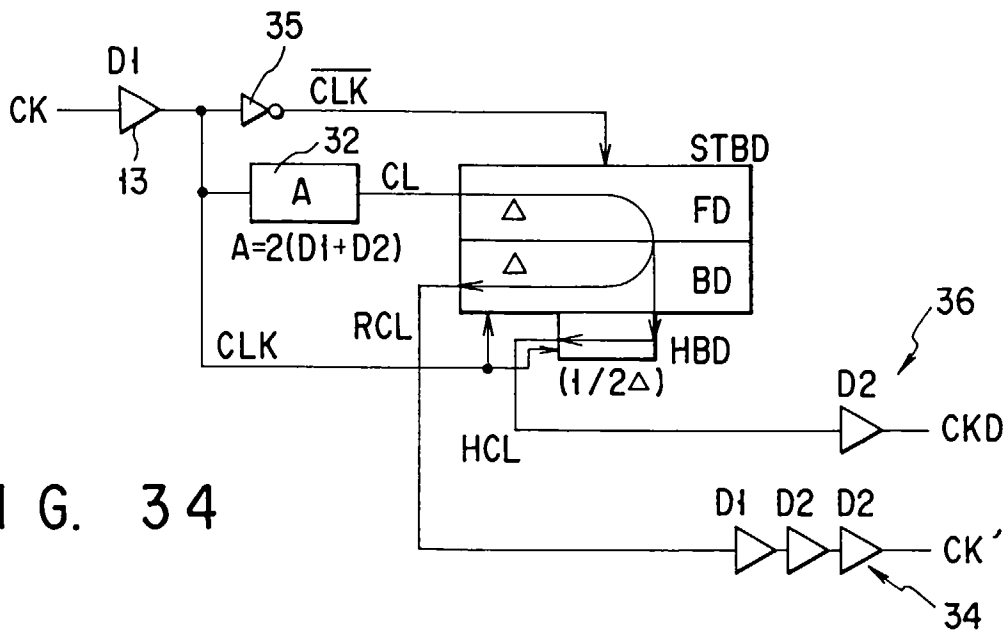 35
D1
CLK
CK
13
32
A
CL
STBD
Δ
FD
A=2(D1+D2)
Δ
BD
RCL
CLK
HBD
(1/2Δ)
36
D2
CKD
HCL
I G. 34
D1 D2 D2
CK'
34